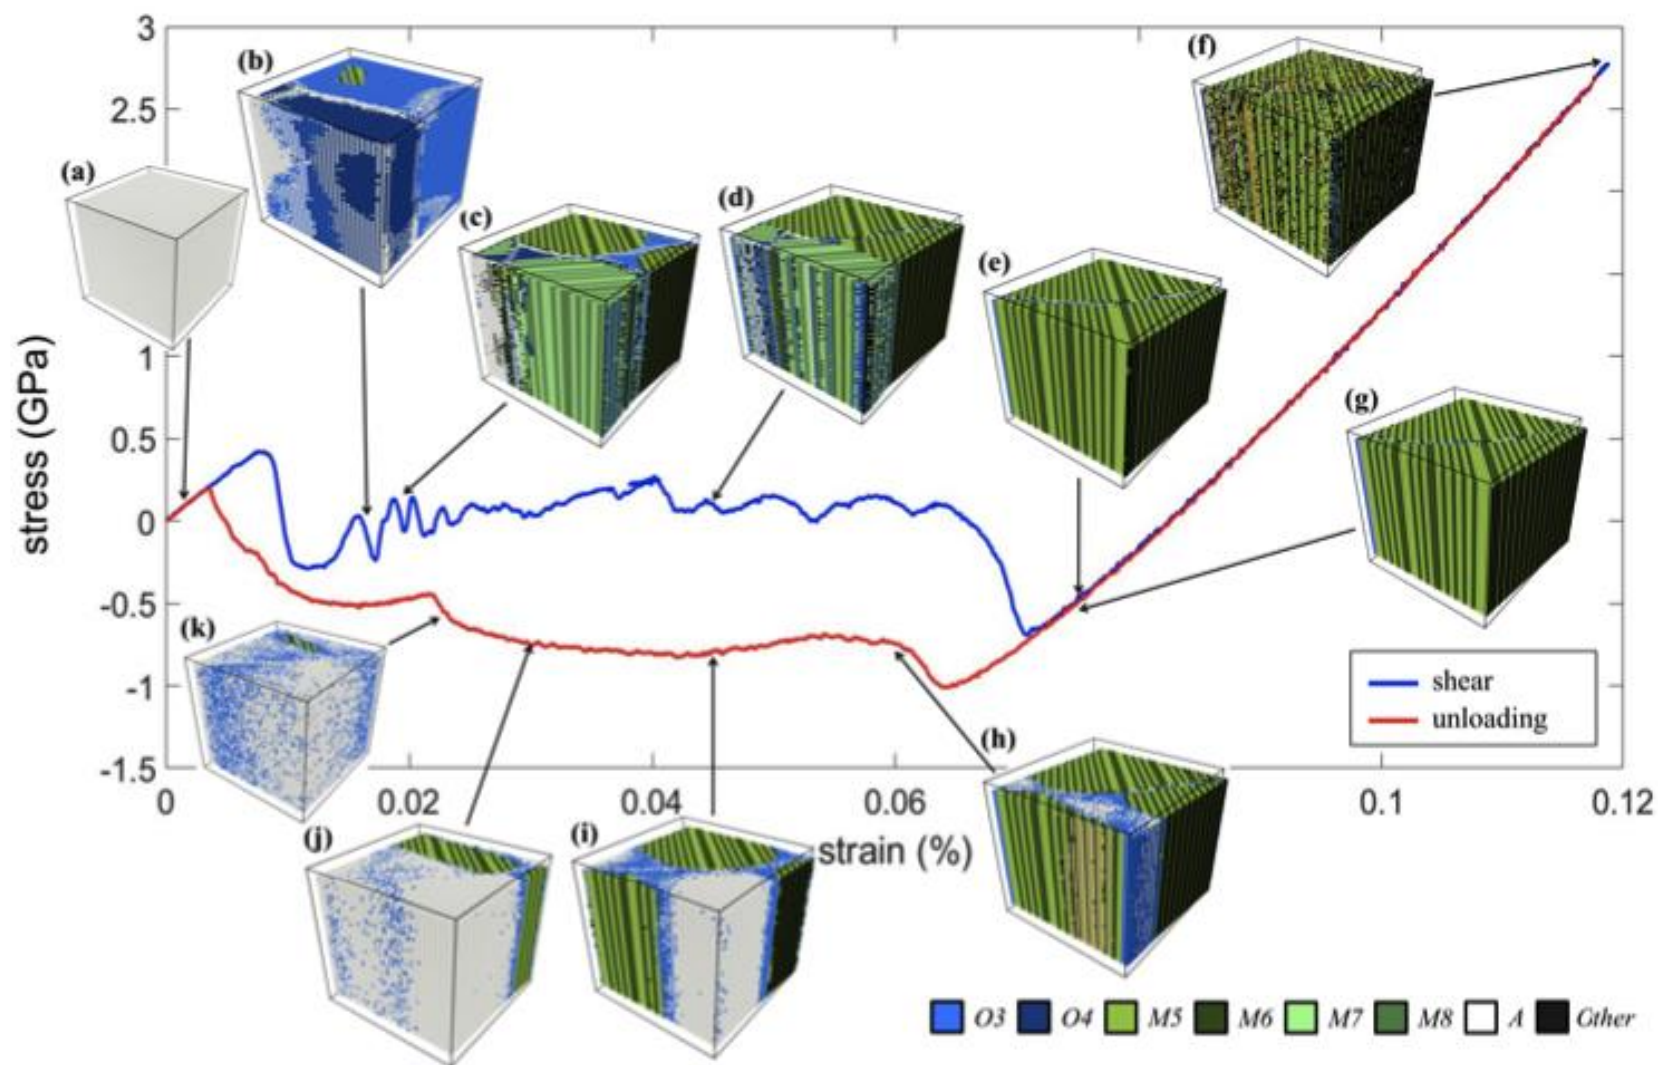 3
(f)
(b)
2.5
(a)
(d)
(c)
(e)
1
stress (GPa)
(g)
0.5
0
-0.5
(k)
shear
-1
unloading
(h)
-1.5
0 0.02 0.04 0.06 0.1 0.12
(j) (i) strain (%)
O3 O4 M5 M6 M7 M8 A Other